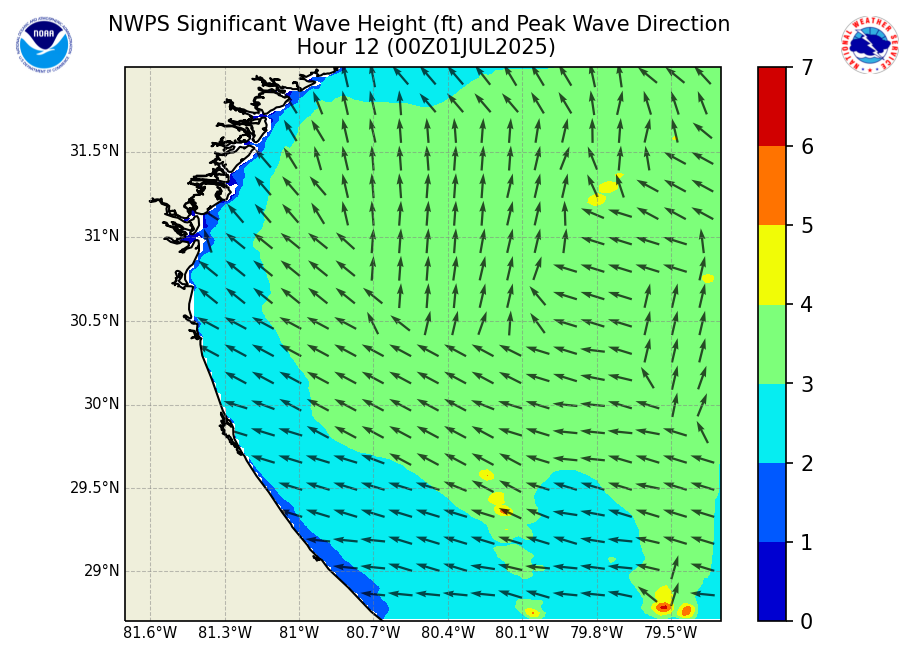 NWPS Significant Wave Height (ft) and Peak Wave Direction
Hour 12 (00Z01JUL2025)
NOAA
NATIONAL WEATHER SERVICE
31.5°N
31°N
30.5°N
30°N
29.5°N
29°N
81.6°W 81.3°W 81°W 80.7°W 80.4°W 80.1°W 79.8°W 79.5°W
7
6
5
4
3
2
1
0